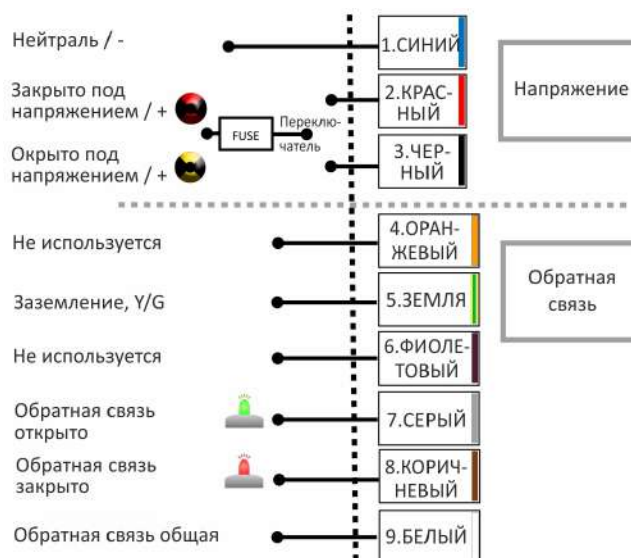 Нейтраль / -
1.СИНИЙ
Напряжение
Закрыто под
напряжением / +
2.КРАС-
НЫЙ
FUSE
Переклю-
чатель
Окрыто под
напряжением / +
3.ЧЕР-
НЫЙ
Не используется
4.ОРАН-
ЖЕВЫЙ
Обратная
связь
Заземление, Y/G
5.ЗЕМЛЯ
Не используется
6.ФИОЛЕ-
ТОВЫЙ
Обратная связь
открыто
7.СЕРЫЙ
Обратная связь
закрыто
8.КОРИЧ-
НЕВЫЙ
Обратная связь общая
9.БЕЛЫЙ